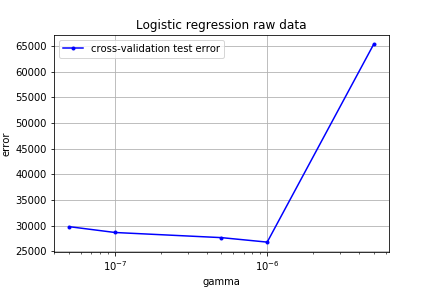 Logistic regression raw data
cross-validation test error
65000
60000
55000
50000
45000
40000
35000
30000
25000
error
10⁻⁷
10⁻⁶
gamma